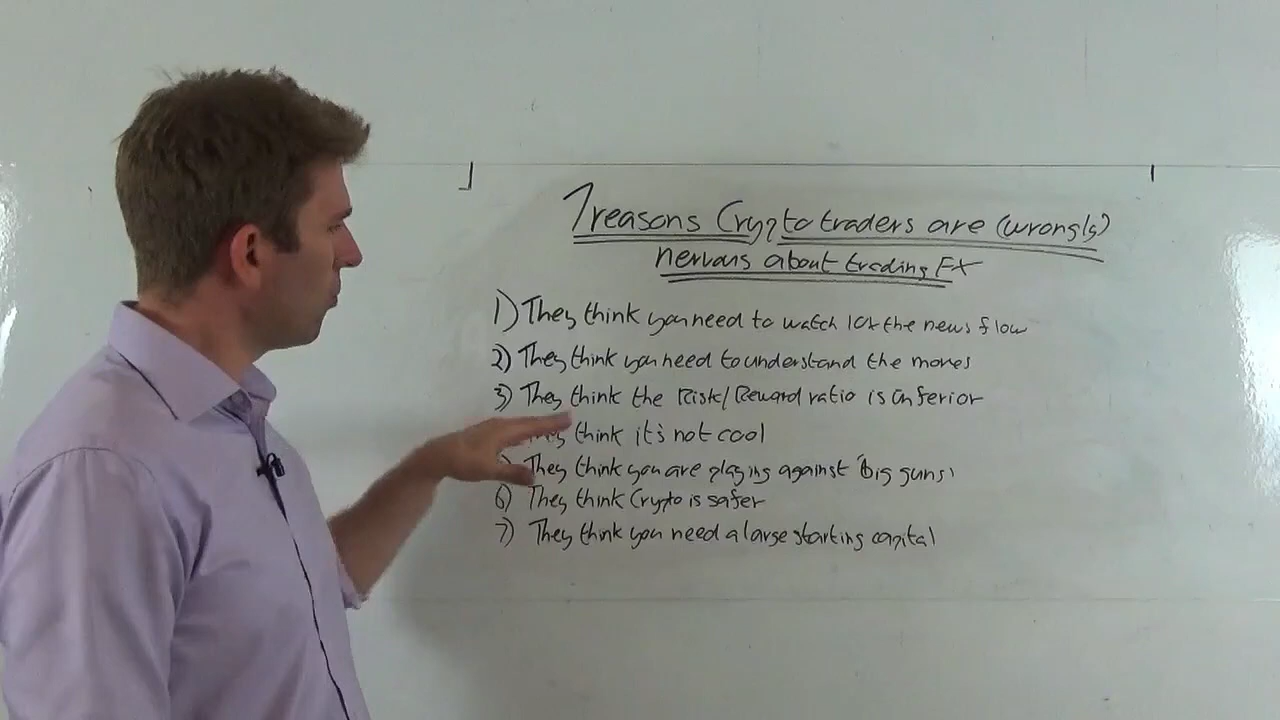 7 reasons Crypto traders are (wrongly)
nervous about trading FX
1) They think you need to watch lot the news flow
2) They think you need to understand the moves
3) They think the Risk/Reward ratio is inferior
They think it's not cool
They think you are playing against 'big guns'
6) They think Crypto is safer
7) They think you need a large starting capital